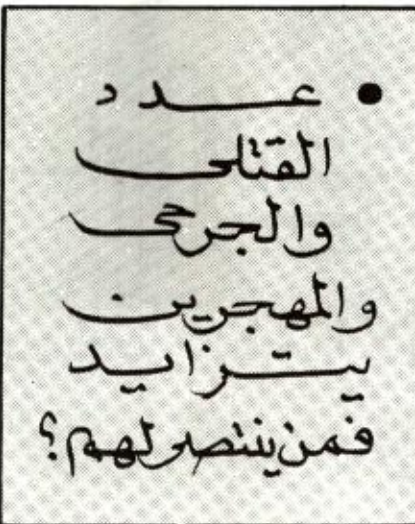 • عدد
القتلى
والجرحى
والمهجرين
يتزايد
فمن ينتصر لهم؟